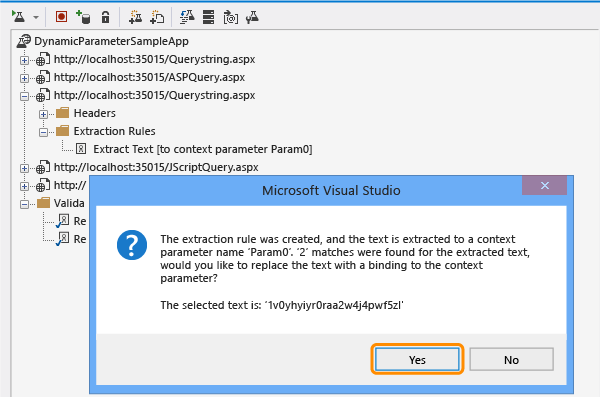 DynamicParameterSampleApp
http://localhost:35015/Querystring.aspx
http://localhost:35015/ASPQuery.aspx
http://localhost:35015/Querystring.aspx
Headers
Extraction Rules
Extract Text [to context parameter Param0]
http://localhost:35015/JScriptQuery.aspx
http://
Valida
Re
Re
Microsoft Visual Studio
x
The extraction rule was created, and the text is extracted to a context
parameter name 'Param0'. '2' matches were found for the extracted text,
would you like to replace the text with a binding to the context
parameter?
The selected text is: '1v0yhyiyr0raa2w4j4pwf5zl'
Yes
No